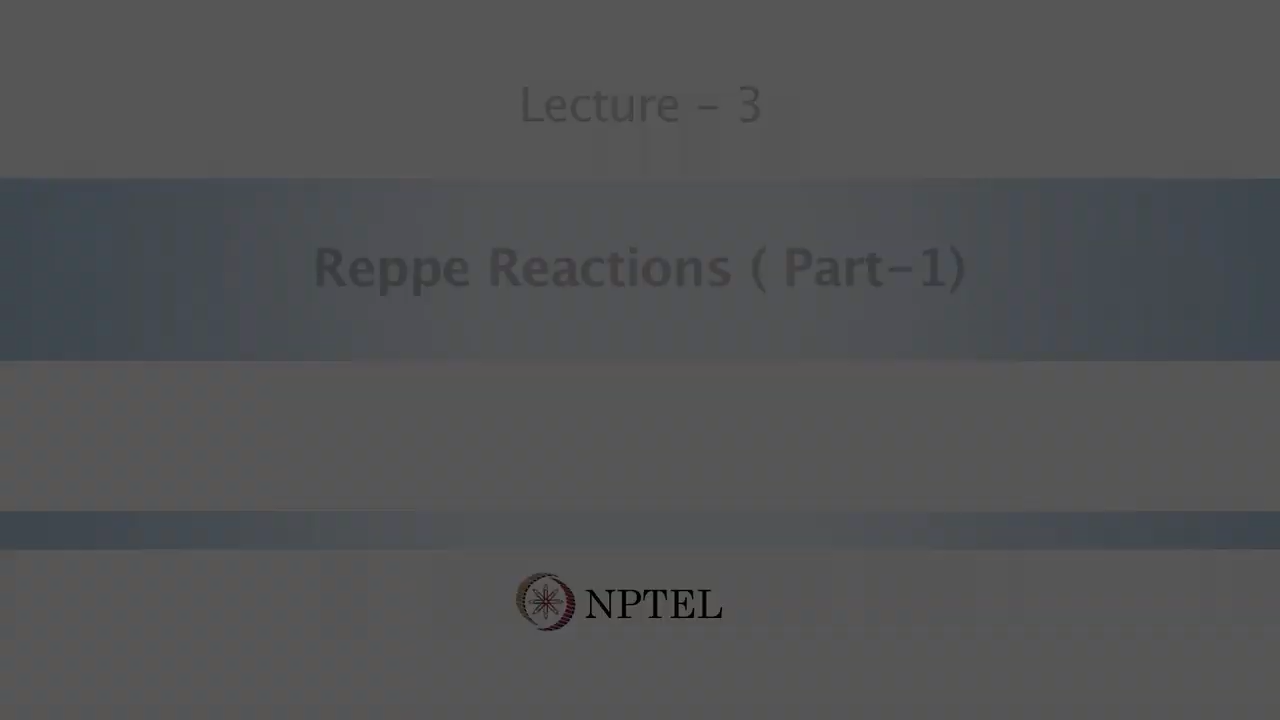 Lecture – 3
Reppe Reactions ( Part–1)
NPTEL